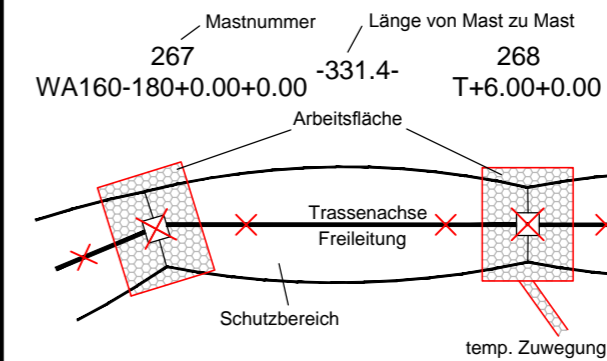 Mastnummer
Länge von Mast zu Mast
267
-331.4-
268
WA160-180+0.00+0.00
T+6.00+0.00
Arbeitsfläche
Trassenachse
Freileitung
Schutzbereich
temp. Zuwegung